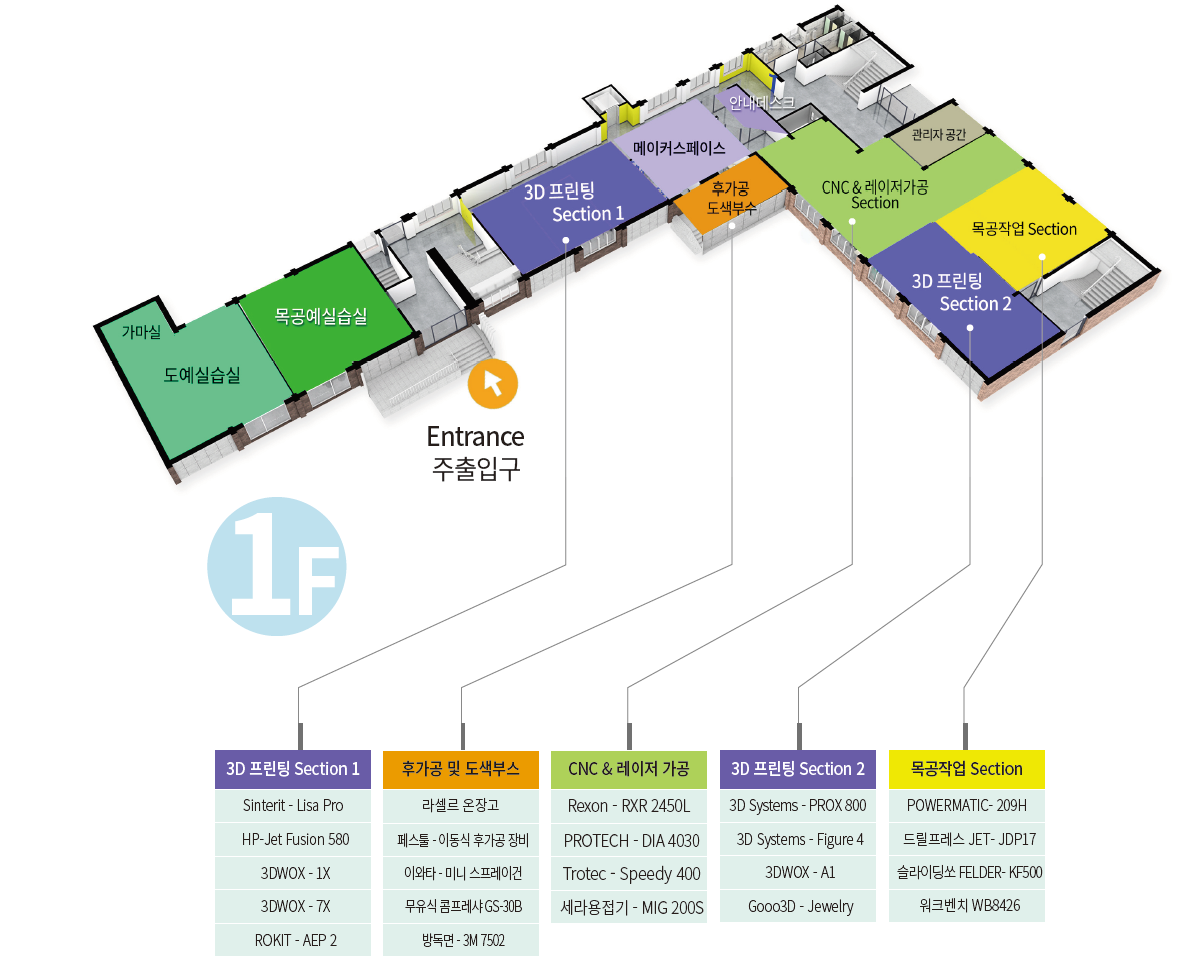 안내데스크
관리자 공간
메이커스페이스
3D 프린팅
Section 1
후가공
도색부수
CNC & 레이저가공
Section
목공작업 Section
3D 프린팅
Section 2
목공예실습실
가마실
도예실습실
Entrance
주출입구
1F
3D 프린팅 Section 1
Sinterit - Lisa Pro
HP-Jet Fusion 580
3DWOX - 1X
3DWOX - 7X
ROKIT - AEP 2
후가공 및 도색부스
라셀르 온장고
페스툴 - 이동식 후가공 장비
이와타 - 미니 스프레이건
무유식 콤프레샤 GS-30B
방독면 - 3M 7502
CNC & 레이저 가공
Rexon - RXR 2450L
PROTECH - DIA 4030
Trotec - Speedy 400
세라용접기 - MIG 200S
3D 프린팅 Section 2
3D Systems - PROX 800
3D Systems - Figure 4
3DWOX - A1
Gooo3D - Jewelry
목공작업 Section
POWERMATIC- 209H
드릴프레스 JET- JDP17
슬라이딩쏘 FELDER- KF500
워크벤치 WB8426